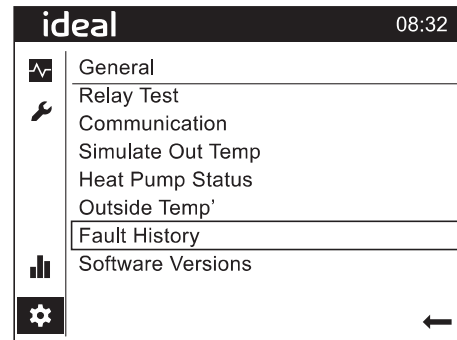 ideal 08:32
General
Relay Test
Communication
Simulate Out Temp
Heat Pump Status
Outside Temp'
Fault History
Software Versions